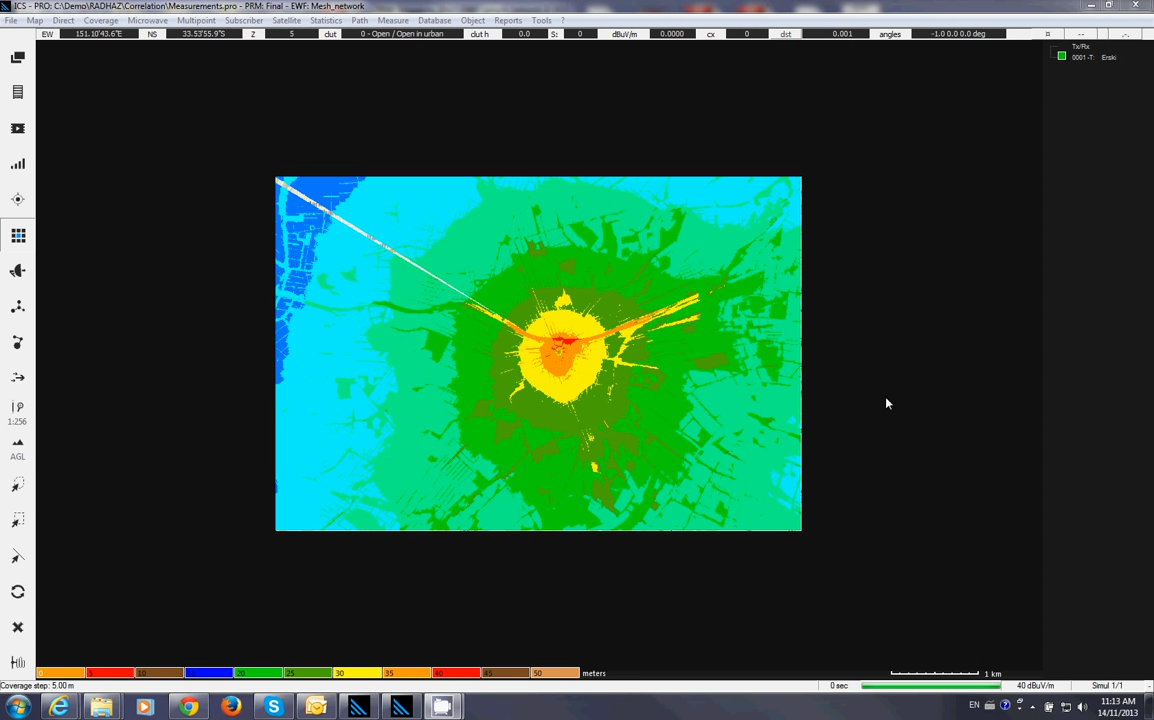 ICS - PRO: C:\Demo\RADHAZ\Correlation\Measurements.pro - PRM: Final - EWF: Mesh_network
File Map Direct Coverage Microwave Multipoint Subscriber Satellite Statistics Path Measure Database Object Reports Tools ?
EW 151.10'43.6"E NS 33.53'55.9"S Z 5 clut 0 - Open / Open in urban clut h 0.0 S: 0 dBUV/m 0.0000 cx 0 dst 0.001 angles -1.0 0.0 0.0 deg ¤ -- -.
Tx/Rx
0001 -T: Erski
1:256
AGL
0 5 10 20 25 30 35 40 45 50 meters
1 km
Coverage step: 5.00 m 0 sec 40 dBuV/m Simul 1/1 -
EN 11:13 AM
14/11/2013